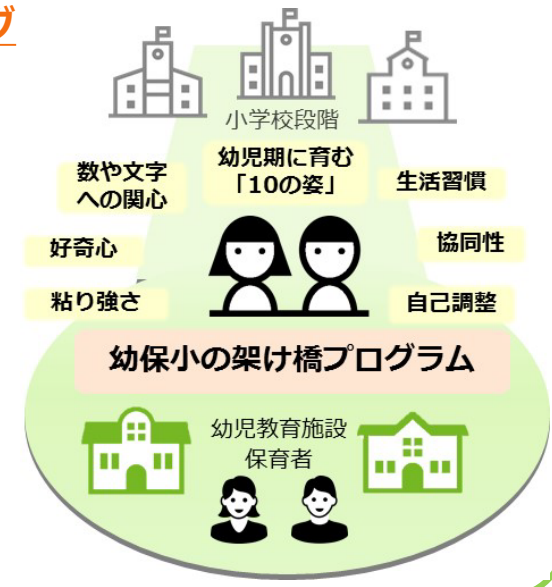 ブ
小学校段階
幼児期に育む
「10の姿」
数や文字
への関心
生活習慣
好奇心
協同性
粘り強さ
自己調整
幼保小の架け橋プログラム
幼児教育施設
保育者